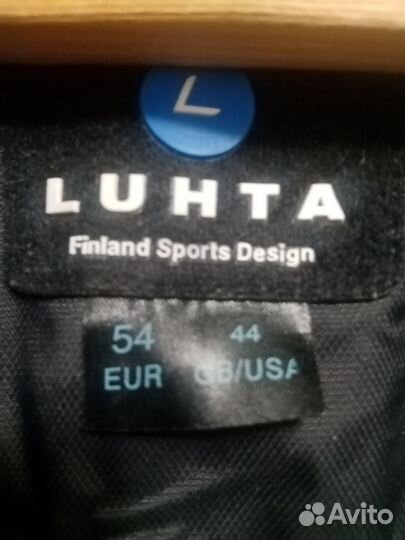 L
LUHTA
Finland Sports Design
54 44
EUR GB/USA
Avito